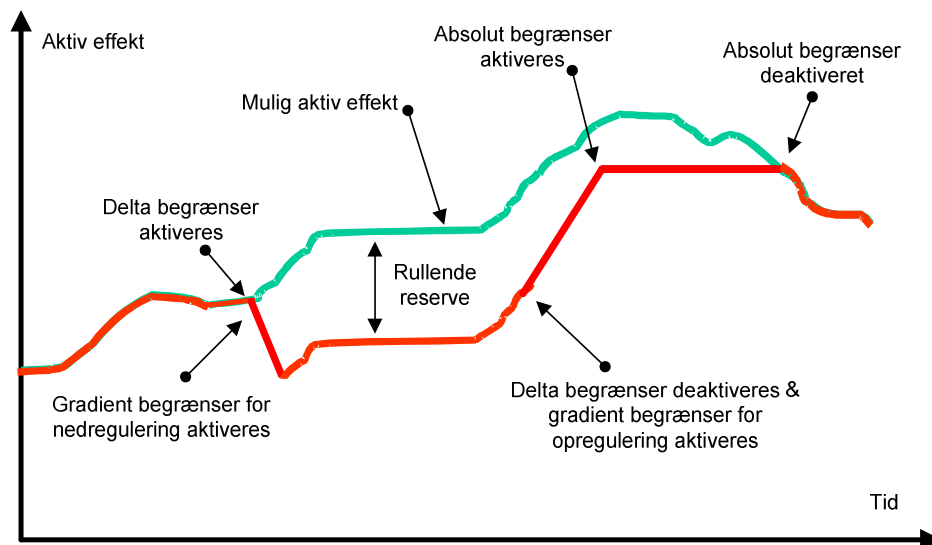 Aktiv effekt
Absolut begrænser
aktiveres
Absolut begrænser
deaktiveret
Mulig aktiv effekt
Delta begrænser
aktiveres
Rullende
reserve
Gradient begrænser for
nedregulering aktiveres
Delta begrænser deaktiveres &
gradient begrænser for
opregulering aktiveres
Tid